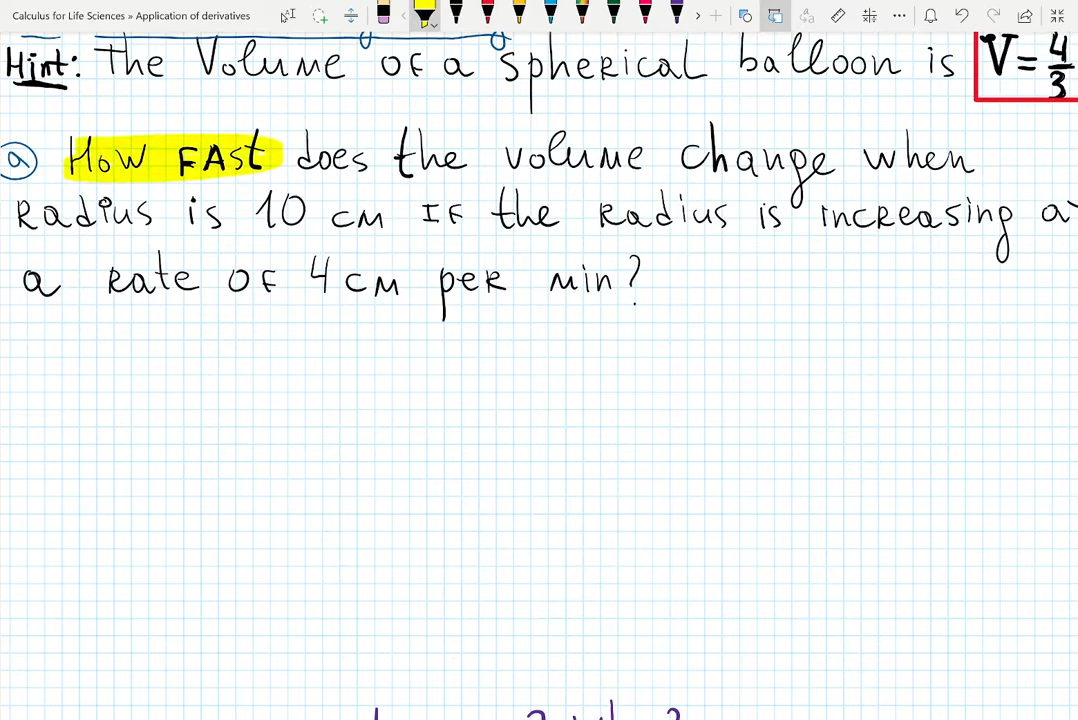 Calculus for Life Sciences » Application of derivatives
Hint: the Volume of a spherical balloon is V = 4/3
a How FAst does the volume change when
Radius is 10 cm IF the Radius is increasing a
a Rate OF 4 cm per min?